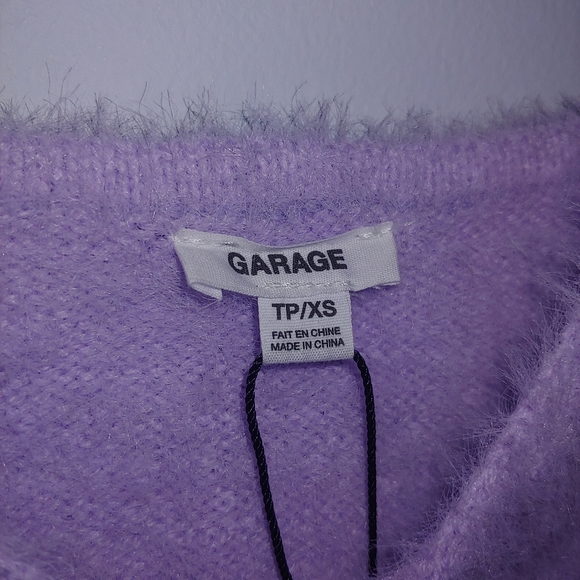 GARAGE
TP/XS
FAIT EN CHINE
MADE IN CHINA